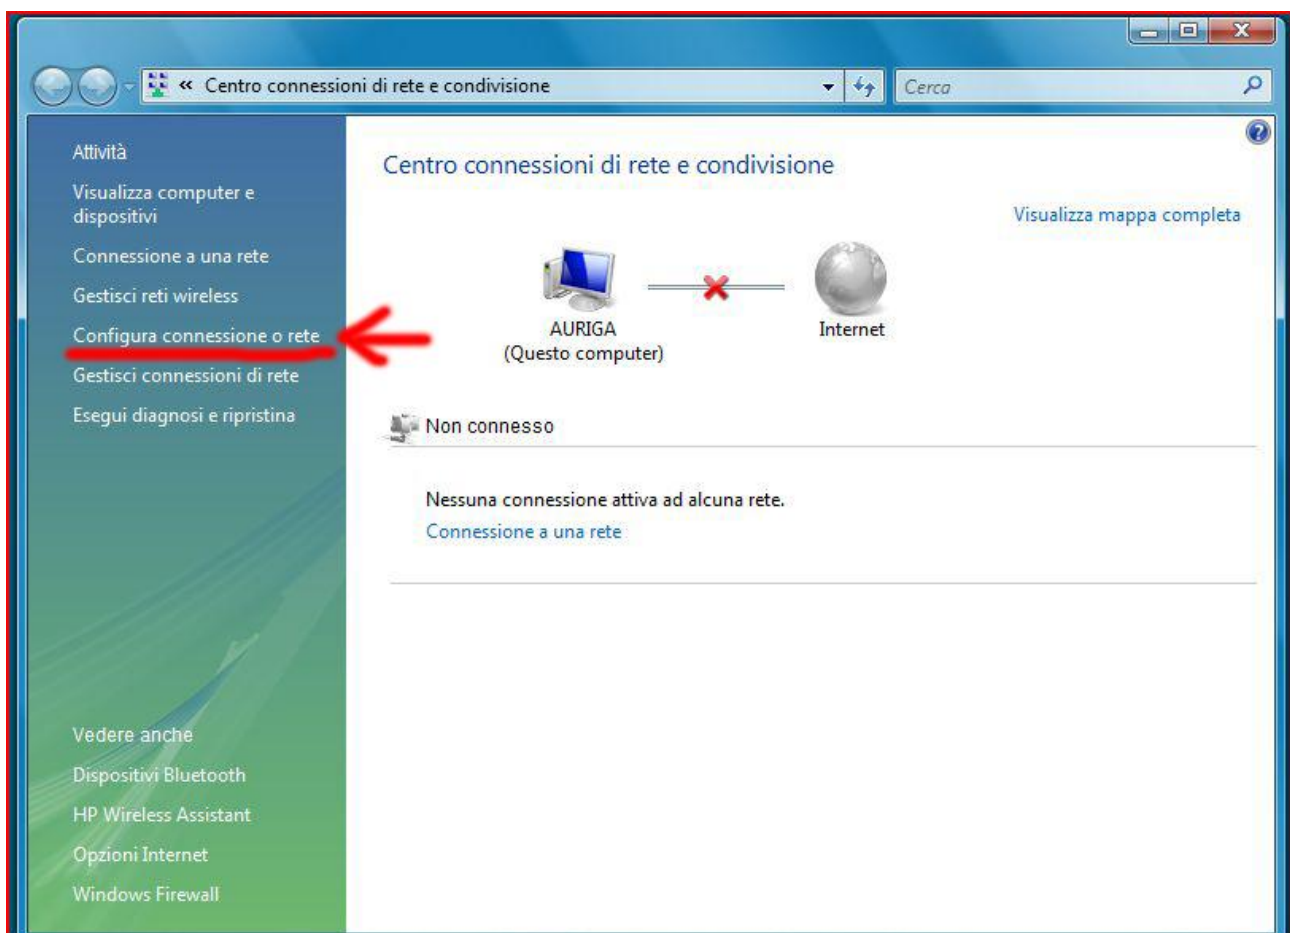 « Centro connessioni di rete e condivisione
Cerca
Attività
Visualizza computer e
dispositivi
Connessione a una rete
Gestisci reti wireless
Configura connessione o rete
Gestisci connessioni di rete
Esegui diagnosi e ripristina
Vedere anche
Dispositivi Bluetooth
HP Wireless Assistant
Opzioni Internet
Windows Firewall
Centro connessioni di rete e condivisione
Visualizza mappa completa
AURIGA
(Questo computer)
Internet
Non connesso
Nessuna connessione attiva ad alcuna rete.
Connessione a una rete